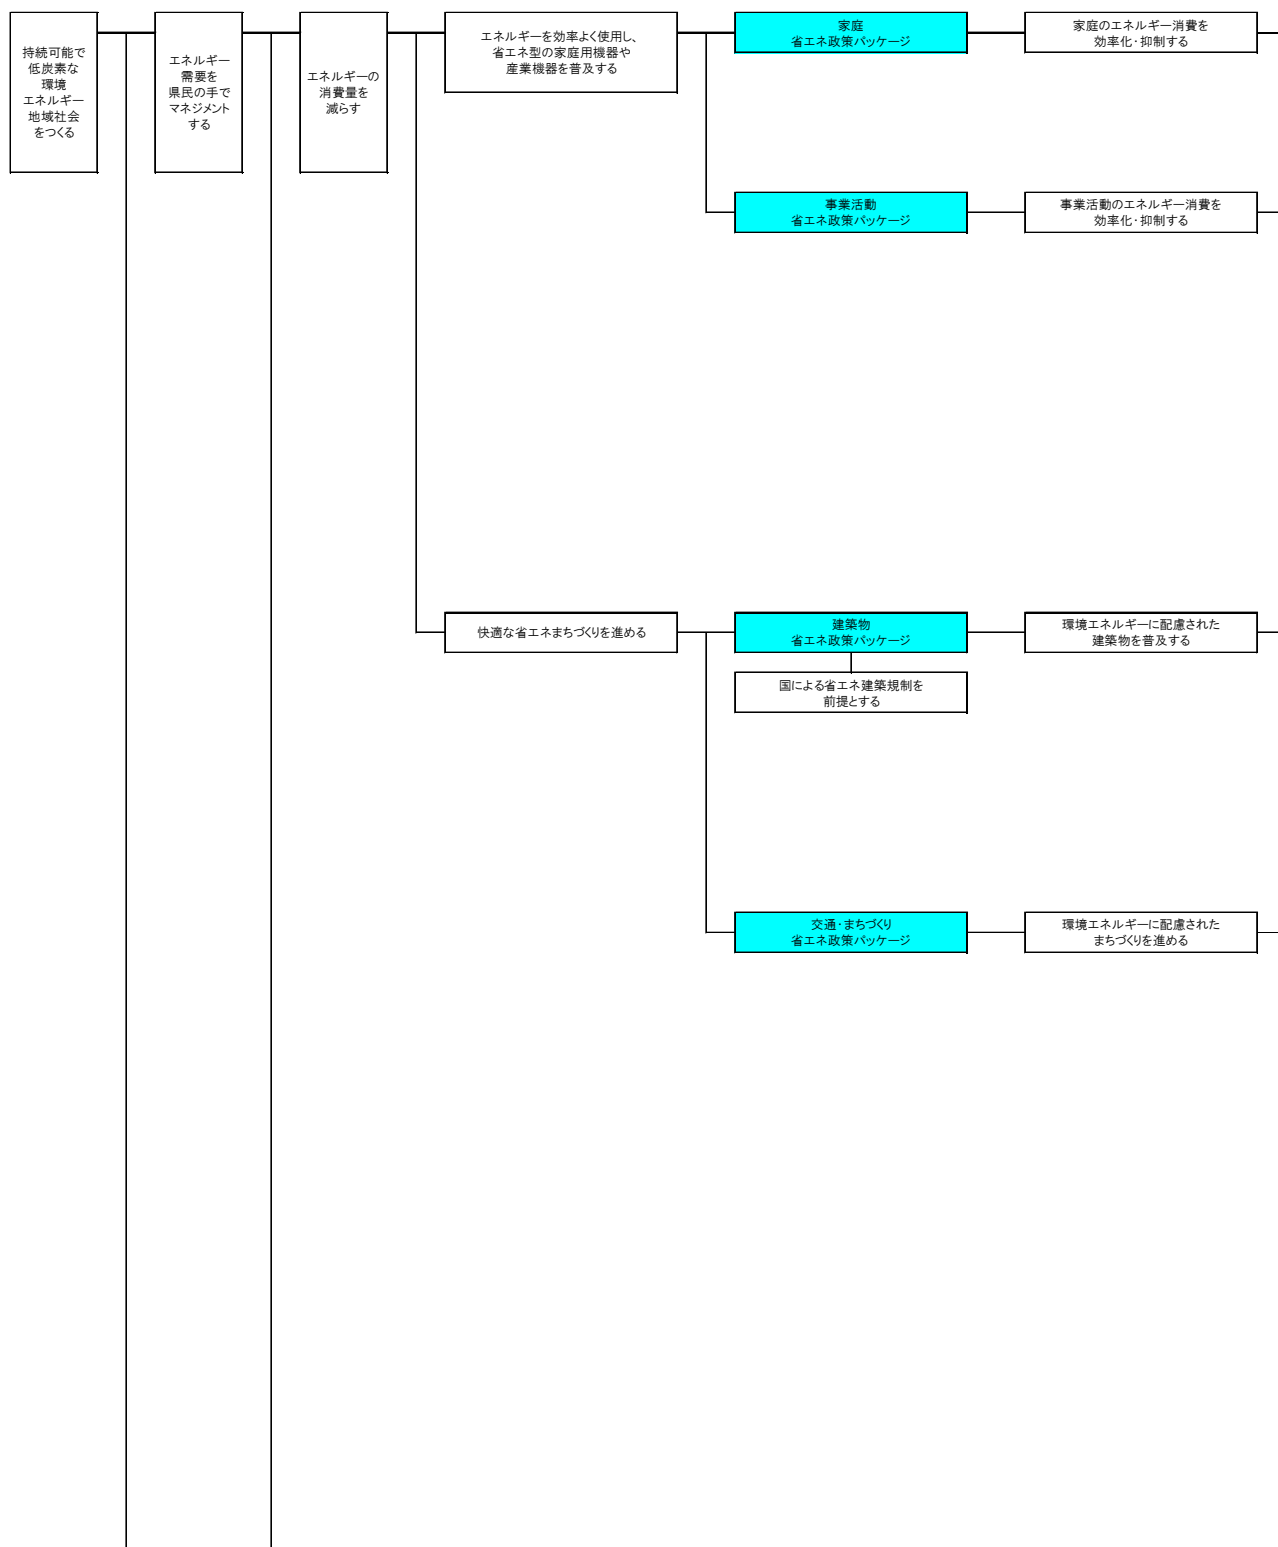 持続可能で
低炭素な
環境
エネルギー
地域社会
をつくる
エネルギー
需要を
県民の手で
マネジメント
する
エネルギーの
消費量を
減らす
エネルギーを効率よく使用し、
省エネ型の家庭用機器や
産業機器を普及する
家庭
省エネ政策パッケージ
家庭のエネルギー消費を
効率化・抑制する
事業活動
省エネ政策パッケージ
事業活動のエネルギー消費を
効率化・抑制する
快適な省エネまちづくりを進める
建築物
省エネ政策パッケージ
環境エネルギーに配慮された
建築物を普及する
国による省エネ建築規制を
前提とする
交通・まちづくり
省エネ政策パッケージ
環境エネルギーに配慮された
まちづくりを進める